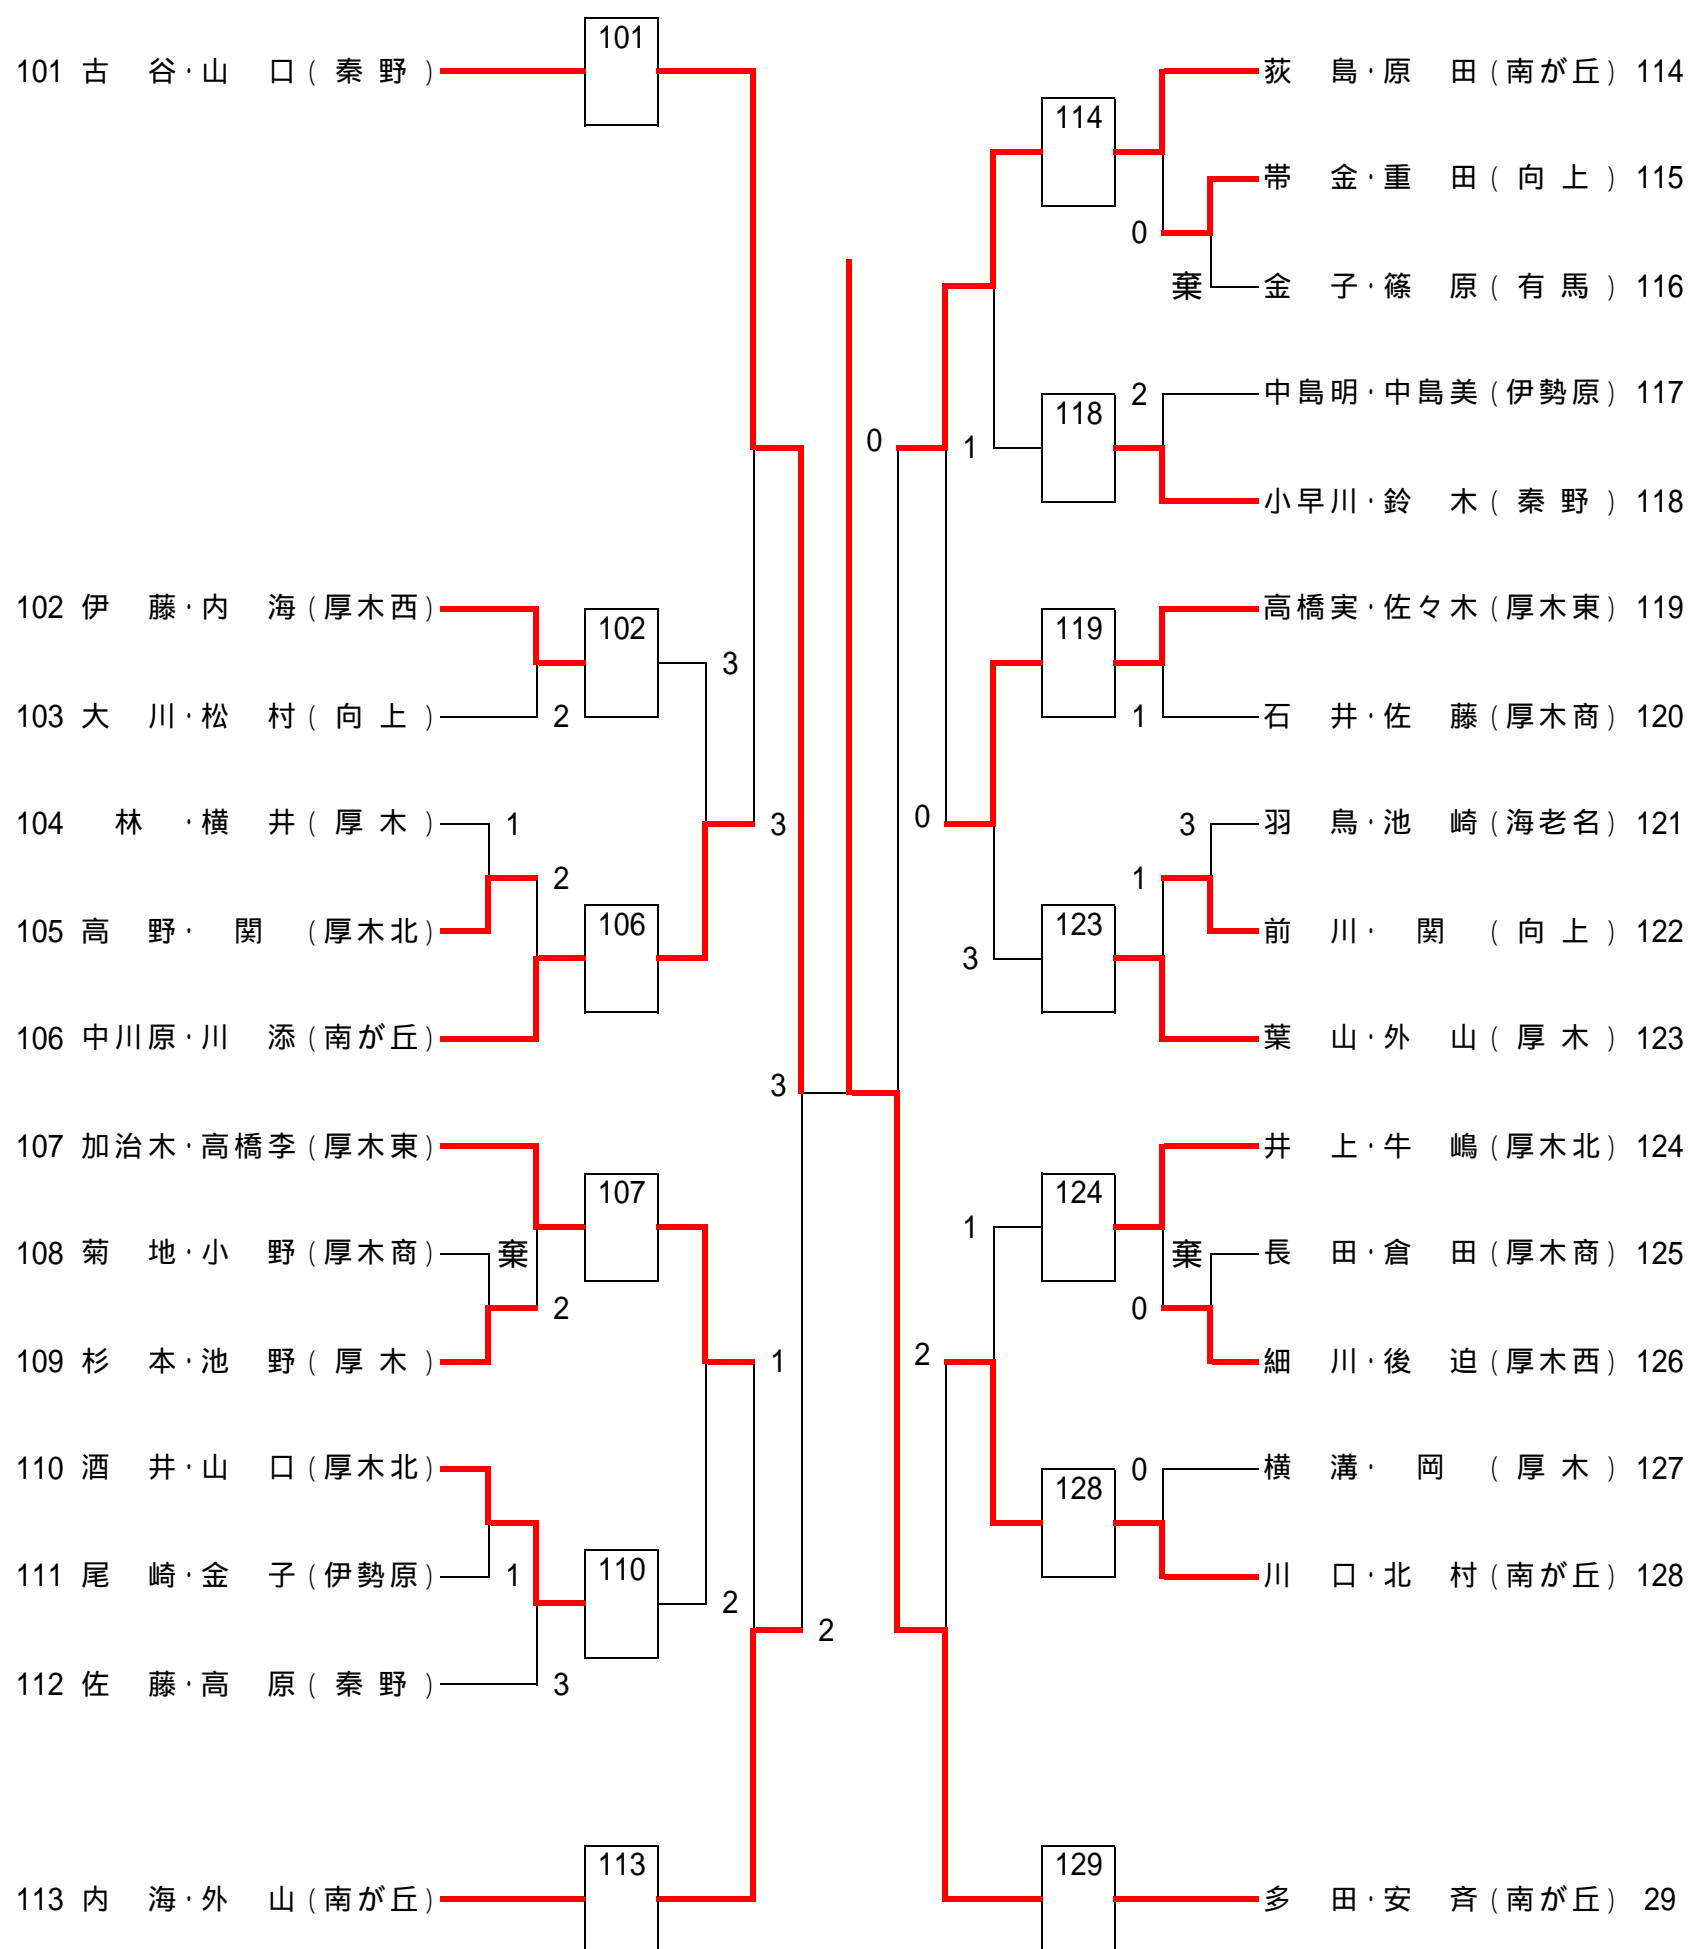 101 古 谷・山 口 ( 秦 野 )
102 伊 藤・内 海 (厚木西)
103 大 川・松 村 ( 向 上 )
104 林 ・横 井 ( 厚 木 )
105 高 野・ 関 (厚木北)
106 中川原・川 添 (南が丘)
107 加治木・高橋李 (厚木東)
108 菊 地・小 野 (厚木商)
109 杉 本・池 野 ( 厚 木 )
110 酒 井・山 口 (厚木北)
111 尾 崎・金 子 (伊勢原)
112 佐 藤・高 原 ( 秦 野 )
113 内 海・外 山 (南が丘)
101
102
106
107
110
113
2
1
2
棄
2
1
3
3
2
3
1
3
2
0
0
2
1
3
1
114
118
119
123
124
128
129
0
棄
2
1
3
1
棄
0
0
荻 島・原 田 (南が丘) 114
帯 金・重 田 ( 向 上 ) 115
金 子・篠 原 ( 有 馬 ) 116
中島明・中島美 (伊勢原) 117
小早川・鈴 木 ( 秦 野 ) 118
高橋実・佐々木 (厚木東) 119
石 井・佐 藤 (厚木商) 120
羽 鳥・池 崎 (海老名) 121
前 川・ 関 ( 向 上 ) 122
葉 山・外 山 ( 厚 木 ) 123
井 上・牛 嶋 (厚木北) 124
長 田・倉 田 (厚木商) 125
細 川・後 迫 (厚木西) 126
横 溝・ 岡 ( 厚 木 ) 127
川 口・北 村 (南が丘) 128
多 田・安 斉 (南が丘) 29